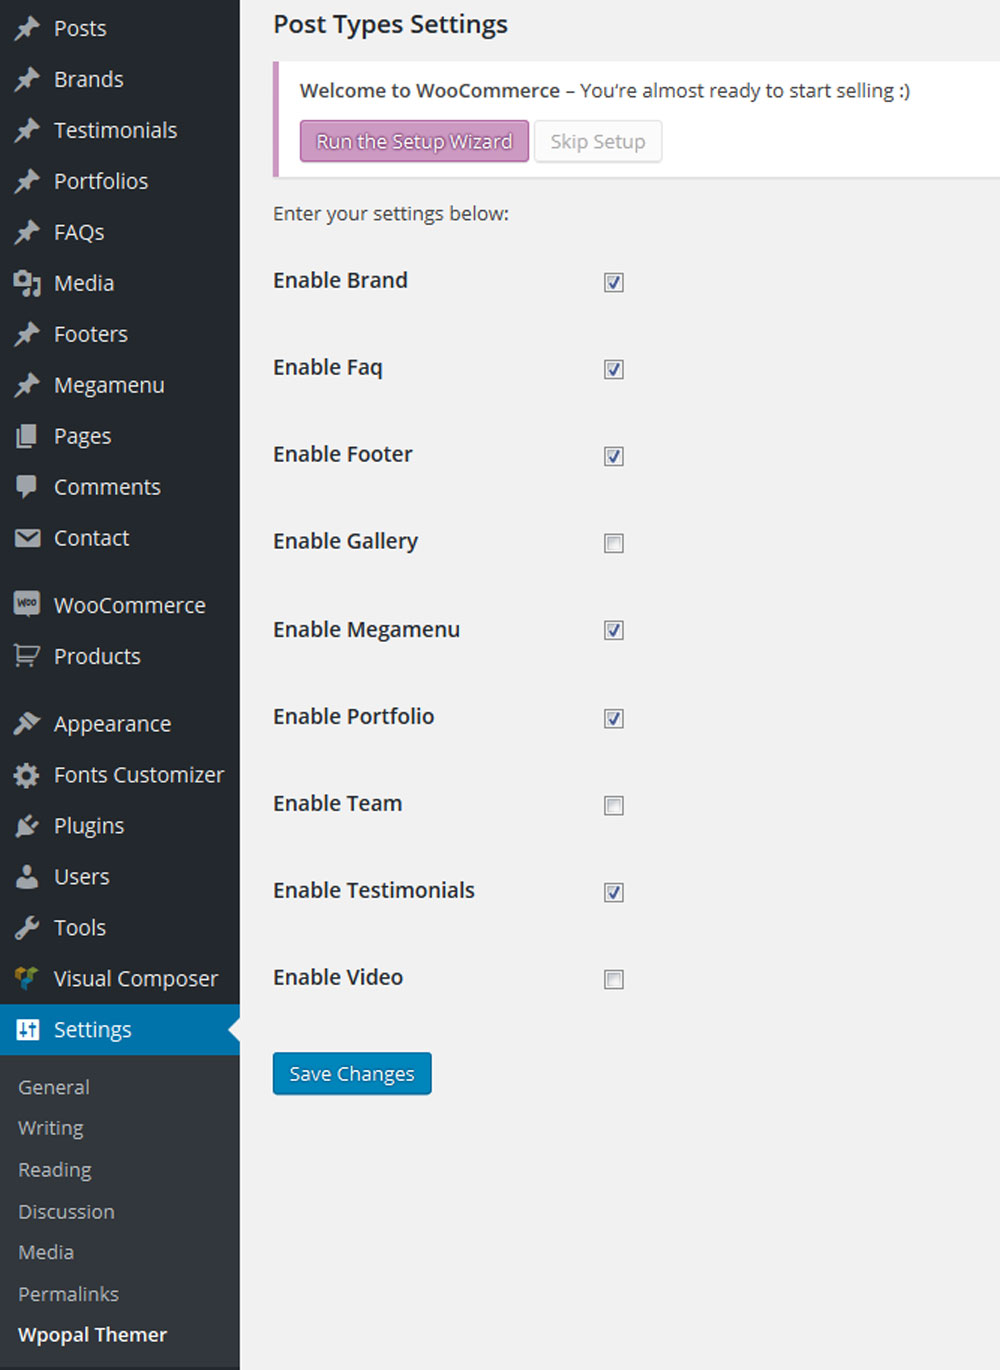 Posts
Brands
Testimonials
Portfolios
FAQs
Media
Footers
Megamenu
Pages
Comments
Contact
WOO WooCommerce
Products
Appearance
Fonts Customizer
Plugins
Users
Tools
Visual Composer
Settings
General
Writing
Reading
Discussion
Media
Permalinks
Wpopal Themer
Post Types Settings
Welcome to WooCommerce – You're almost ready to start selling :)
Run the Setup Wizard Skip Setup
Enter your settings below:
Enable Brand
Enable Faq
Enable Footer
Enable Gallery
Enable Megamenu
Enable Portfolio
Enable Team
Enable Testimonials
Enable Video
Save Changes